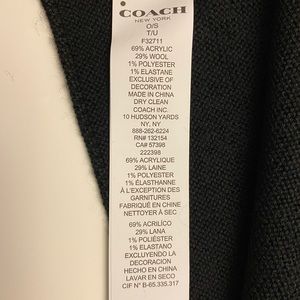 COACH
NEW YORK
O/S
T/U
F32711
69% ACRYLIC
29% WOOL
1% POLYESTER
1% ELASTANE
EXCLUSIVE OF
DECORATION
MADE IN CHINA
DRY CLEAN
COACH INC.
10 HUDSON YARDS
NY, NY
888-262-6224
RN# 132154
CA# 57398
222398
69% ACRYLIQUE
29% LAINE
1% POLYESTER
1% ÉLASTHANNE
À L'EXCEPTION DES
GARNITURES
FABRIQUÉ EN CHINE
NETTOYER À SEC
69% ACRÍLICO
29% LANA
1% POLIÉSTER
1% ELASTANO
EXCLUYENDO LA
DECORACION
HECHO EN CHINA
LAVAR EN SECO
CIF Nº B-65.335.317